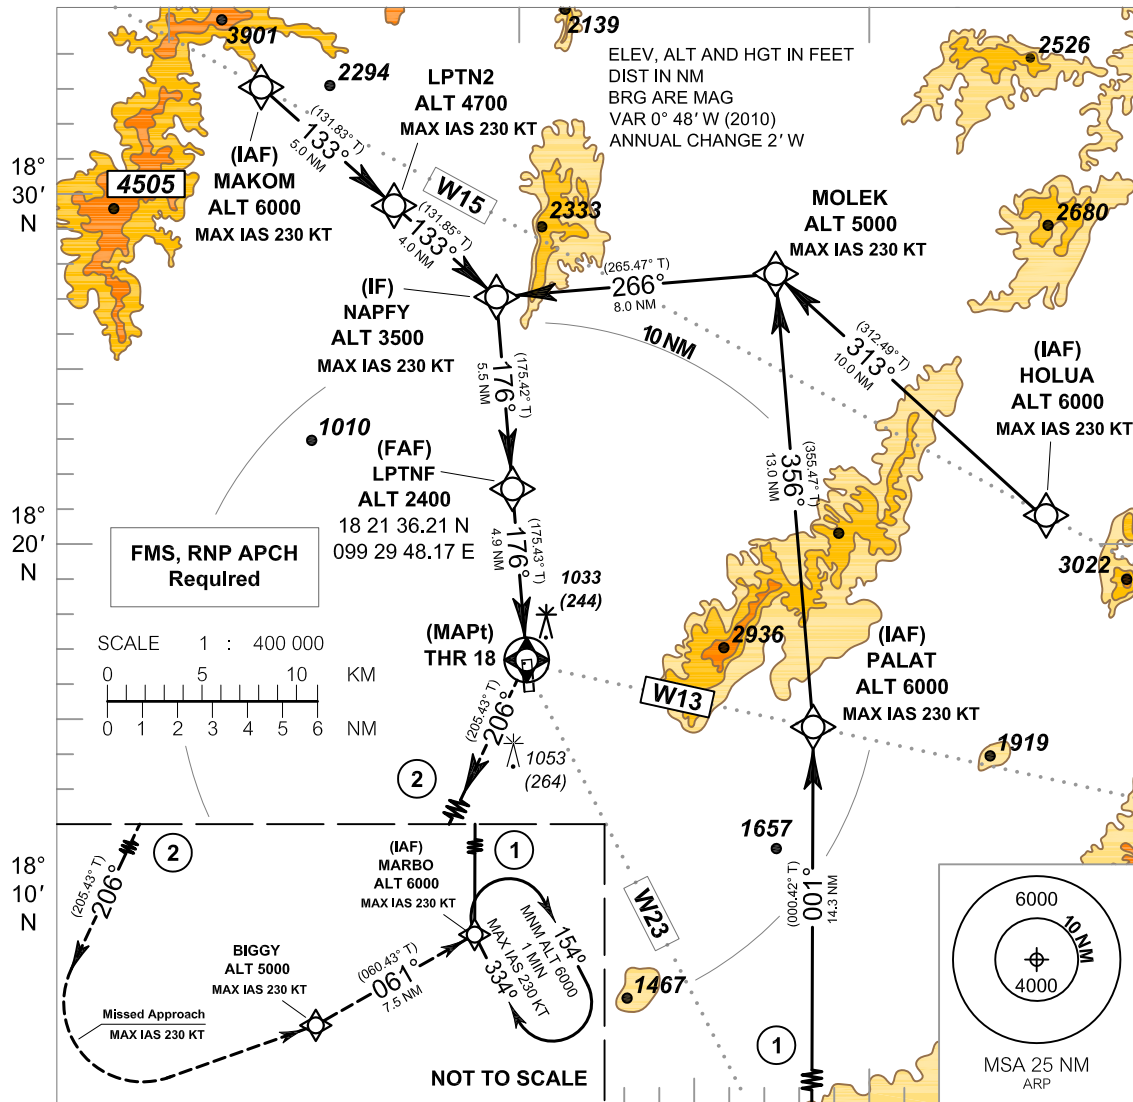 3901
2139
2294
LPTN2
ALT 4700
MAX IAS 230 KT
ELEV, ALT AND HGT IN FEET
DIST IN NM
BRG ARE MAG
VAR 0° 48' W (2010)
ANNUAL CHANGE 2' W
2526
(131.83° T)
133°
5.0 NM
(IAF)
MAKOM
ALT 6000
MAX IAS 230 KT
18°
30'
N
4505
W15
2333
(131.85° T)
133°
4.0 NM
MOLEK
ALT 5000
MAX IAS 230 KT
2680
(265.47° T)
266°
8.0 NM
(IF)
NAPFY
ALT 3500
MAX IAS 230 KT
10 NM
(312.49° T)
313°
10.0 NM
(IAF)
HOLUA
ALT 6000
MAX IAS 230 KT
(175.42° T)
176°
5.5 NM
1010
(FAF)
LPTNF
ALT 2400
18 21 36.21 N
099 29 48.17 E
(355.47° T)
356°
13.0 NM
18°
20'
N
FMS, RNP APCH
RequIred
(175.43° T)
176°
4.9 NM
3022
1033
(244)
SCALE 1 : 400 000
0 5 10 KM
0 1 2 3 4 5 6 NM
(MAPt)
THR 18
2936
(IAF)
PALAT
ALT 6000
MAX IAS 230 KT
W13
(205.43° T)
206°
1053
(264)
1919
2
1657
18°
10'
N
2
(205.43° T)
206°
(IAF)
MARBO
ALT 6000
MAX IAS 230 KT
1
(000.42° T)
001°
14.3 NM
6000
10 NM
4000
MSA 25 NM
ARP
W23
154°
MNM ALT 6000
1 MIN
MAX IAS 230 KT
334°
BIGGY
ALT 5000
MAX IAS 230 KT
(060.43° T)
061°
7.5 NM
1467
Missed Approach
MAX IAS 230 KT
1
NOT TO SCALE